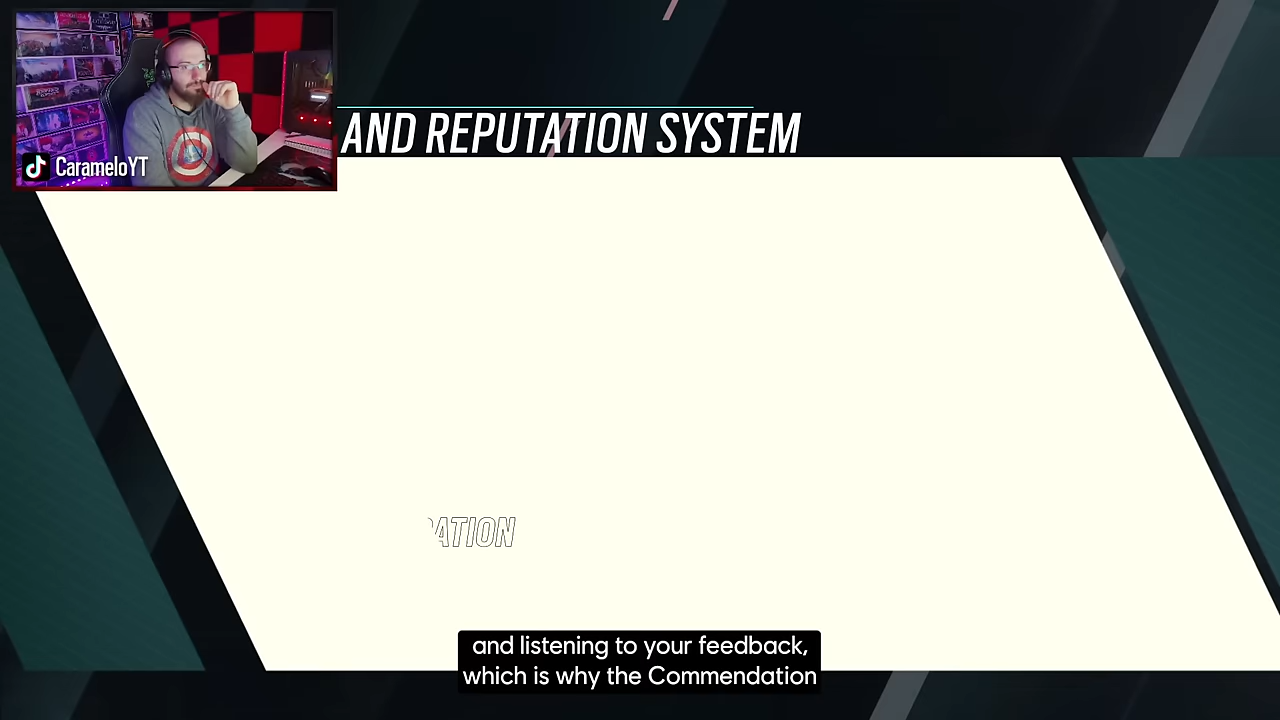 AND REPUTATION SYSTEM
CarameloYT
ATION
and listening to your feedback,
which is why the Commendation